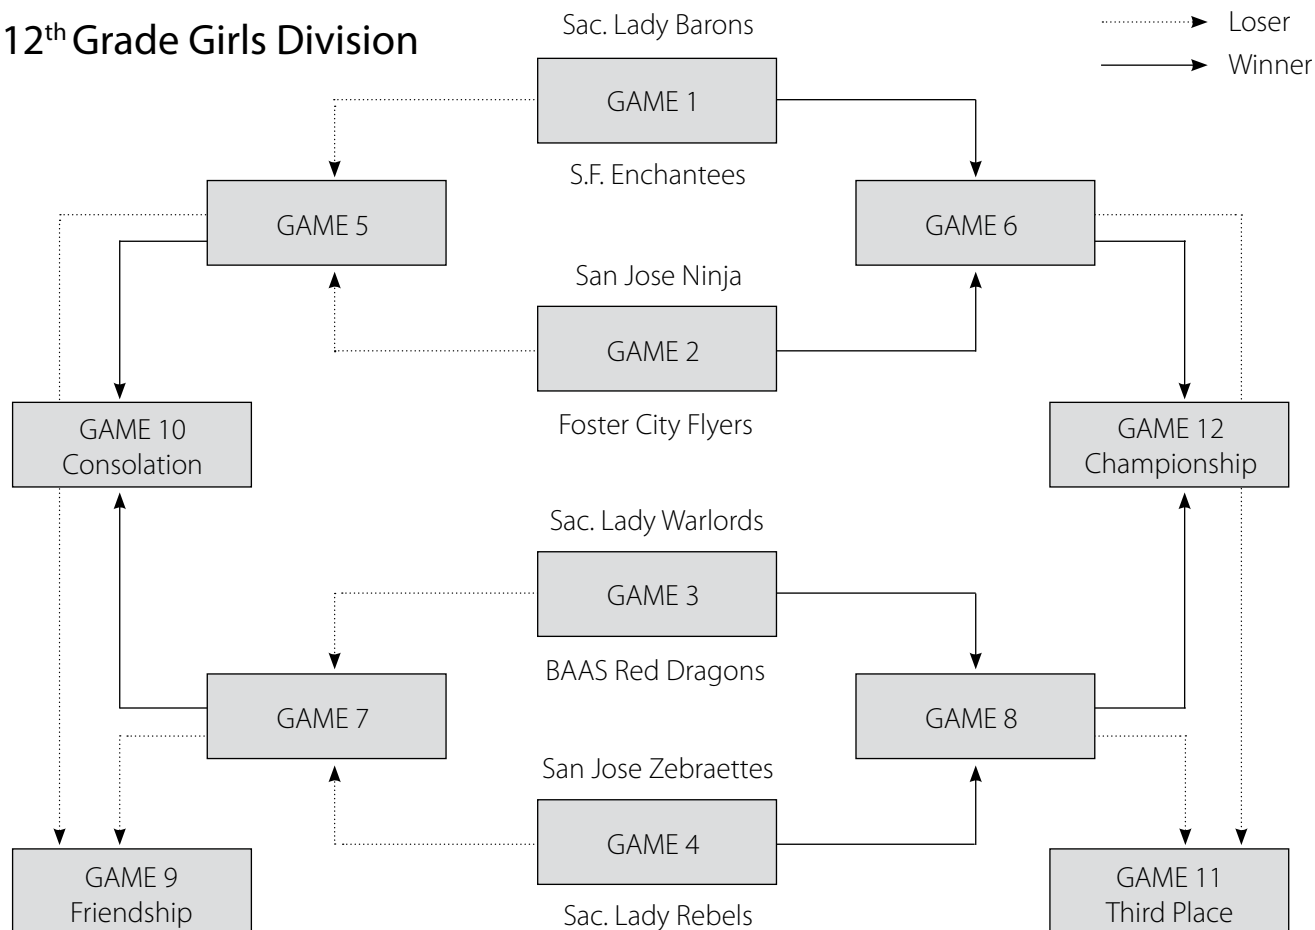 12th Grade Girls Division
Sac. Lady Barons
Loser
Winner
GAME 1
S.F. Enchantees
GAME 5
GAME 6
San Jose Ninja
GAME 2
Foster City Flyers
GAME 10
Consolation
GAME 12
Championship
Sac. Lady Warlords
GAME 3
BAAS Red Dragons
GAME 7
GAME 8
San Jose Zebraettes
GAME 4
Sac. Lady Rebels
GAME 9
Friendship
GAME 11
Third Place